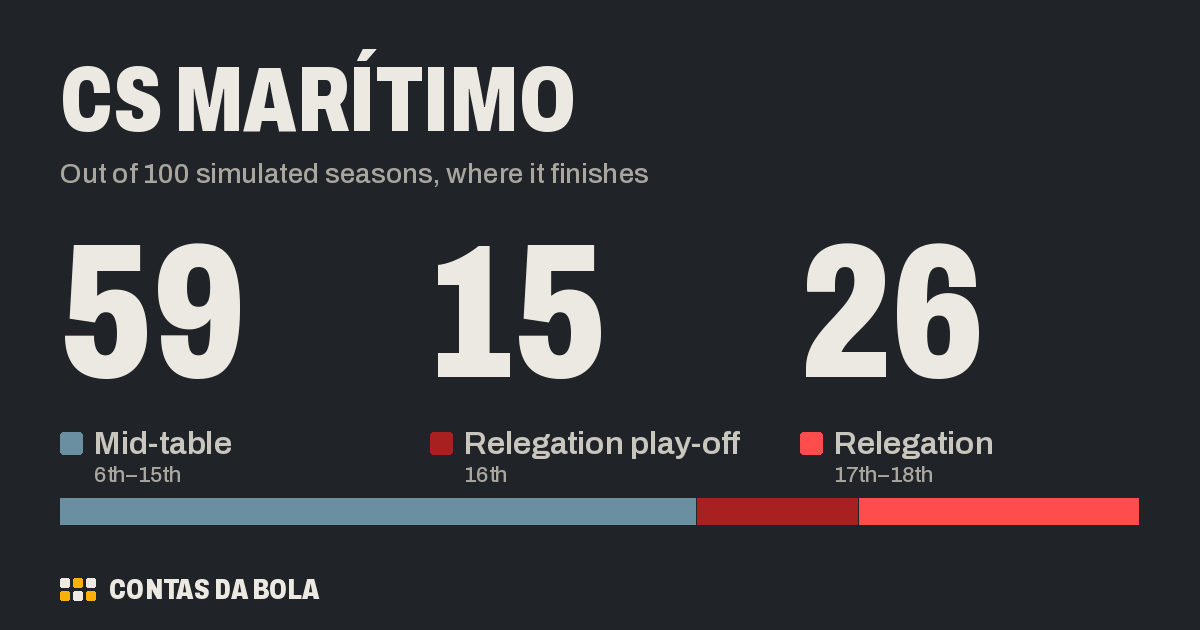 CS MARÍTIMO
Out of 100 simulated seasons, where it finishes
59 15 26
Mid-table Relegation play-off Relegation
6th–15th 16th 17th–18th
CONTAS DA BOLA